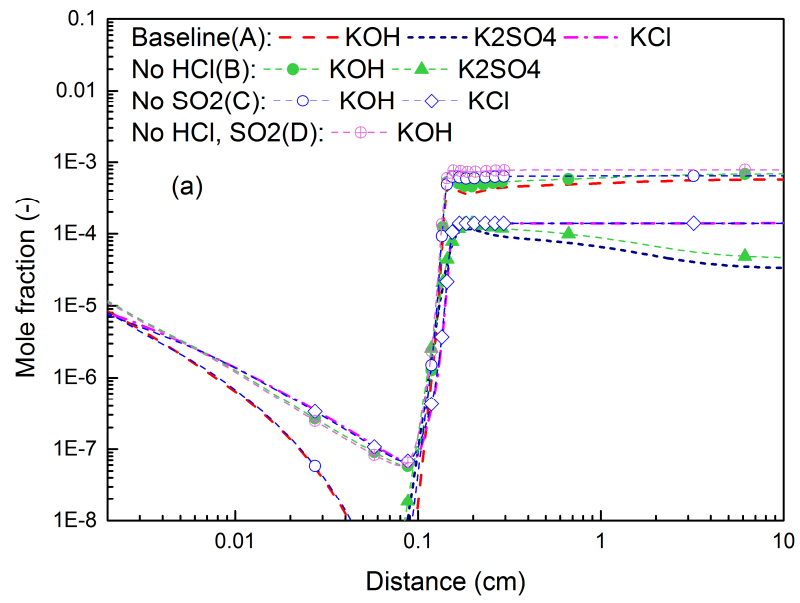 Baseline(A): KOH K2SO4 KCl
No HCl(B): KOH K2SO4
No SO2(C): KOH KCl
No HCl, SO2(D): KOH
(a)
0.1
0.01
1E-3
1E-4
1E-5
1E-6
1E-7
1E-8
Mole fraction (-)
0.01 0.1 1 10
Distance (cm)